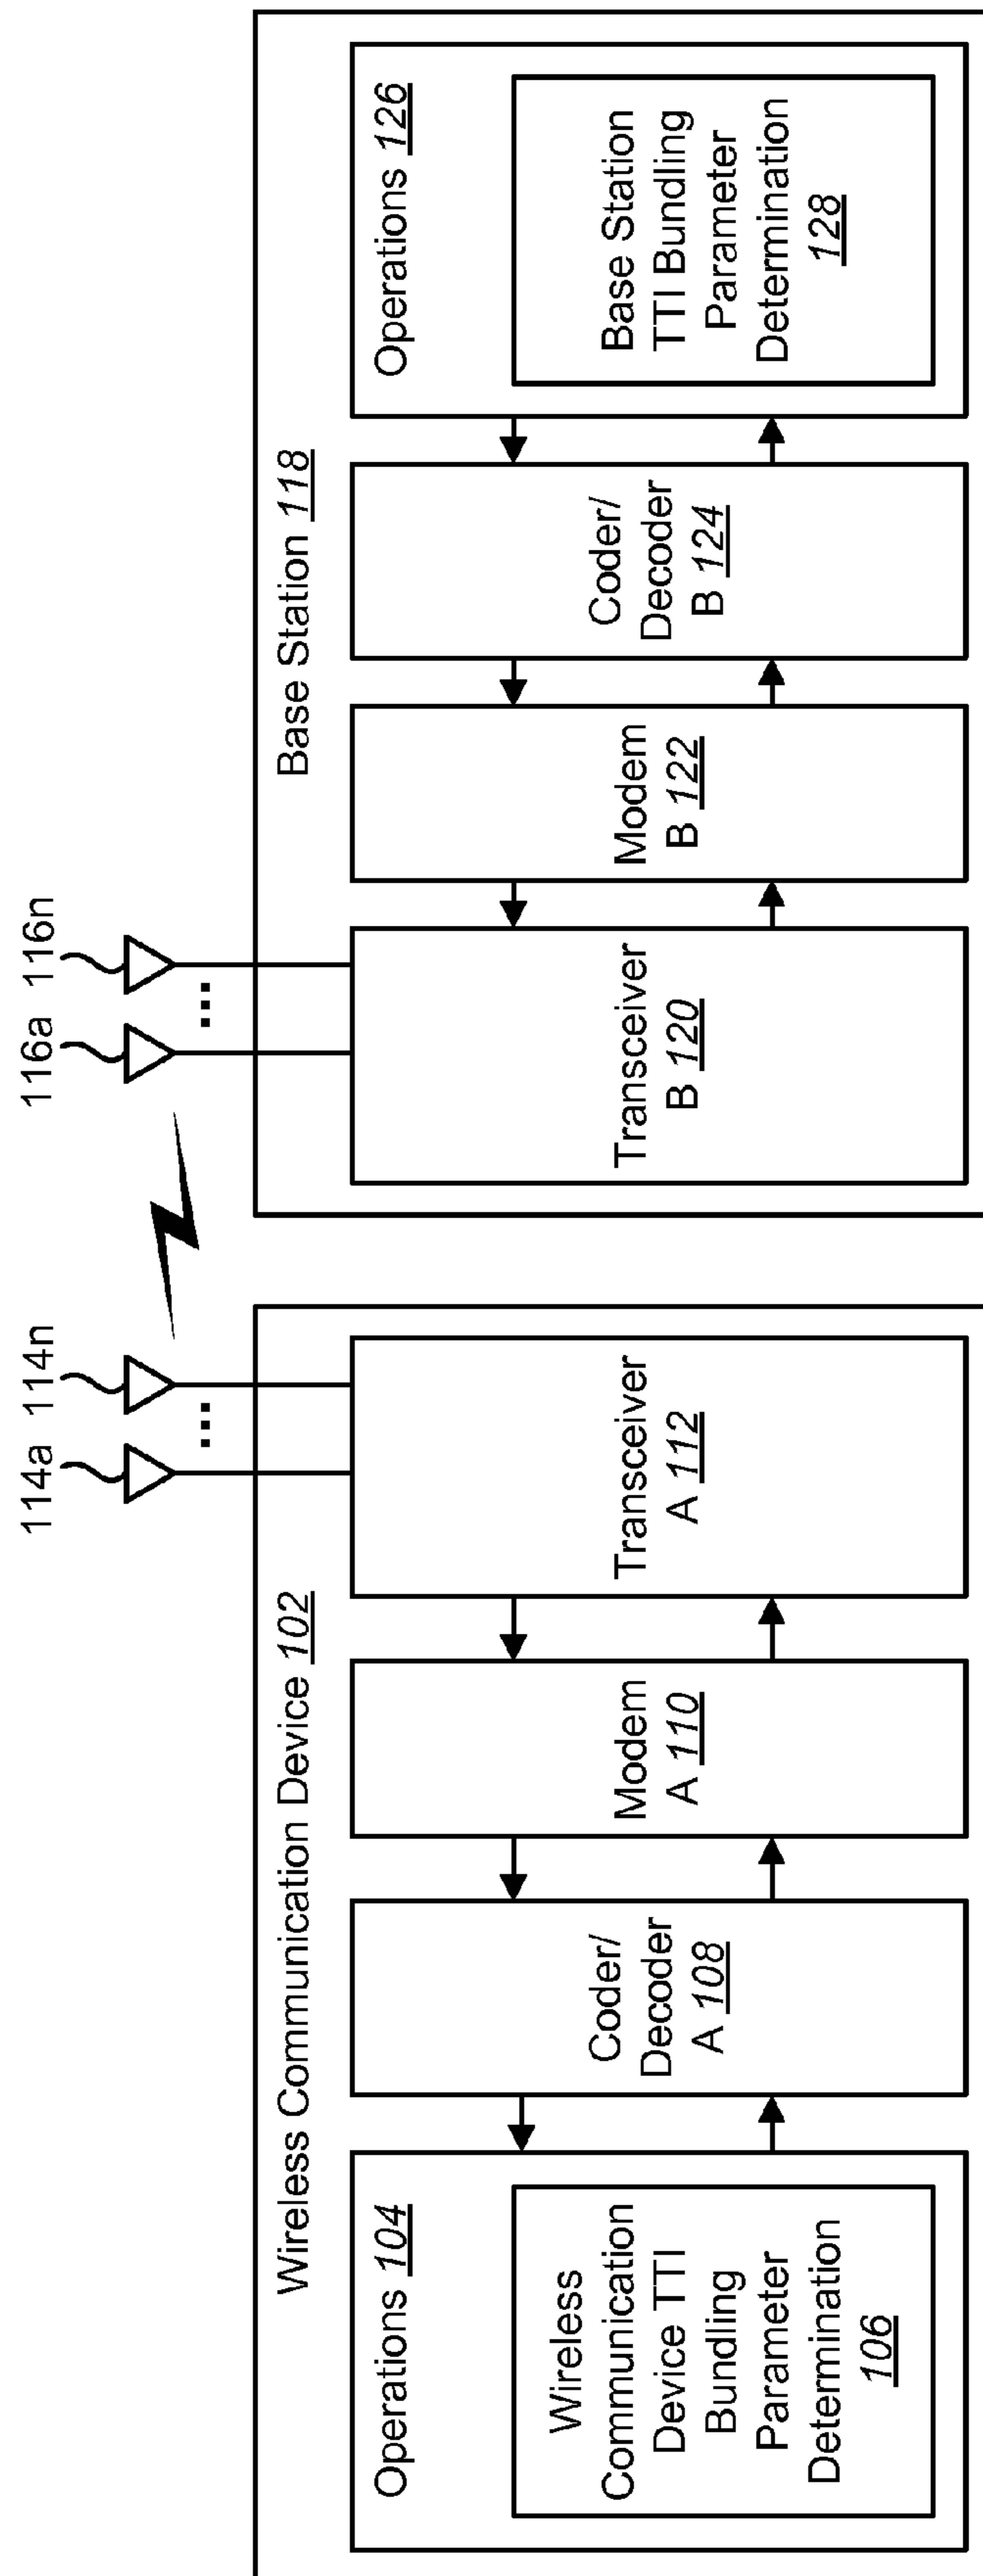 114a
114n
116a
116n
Wireless Communication Device 102
Operations 104
Wireless
Communication
Device TTI
Bundling
Parameter
Determination
106
Coder/
Decoder
A 108
Modem
A 110
Transceiver
A 112
...
Base Station 118
Transceiver
B 120
...
Modem
B 122
Coder/
Decoder
B 124
Operations 126
Base Station
TTI Bundling
Parameter
Determination
128